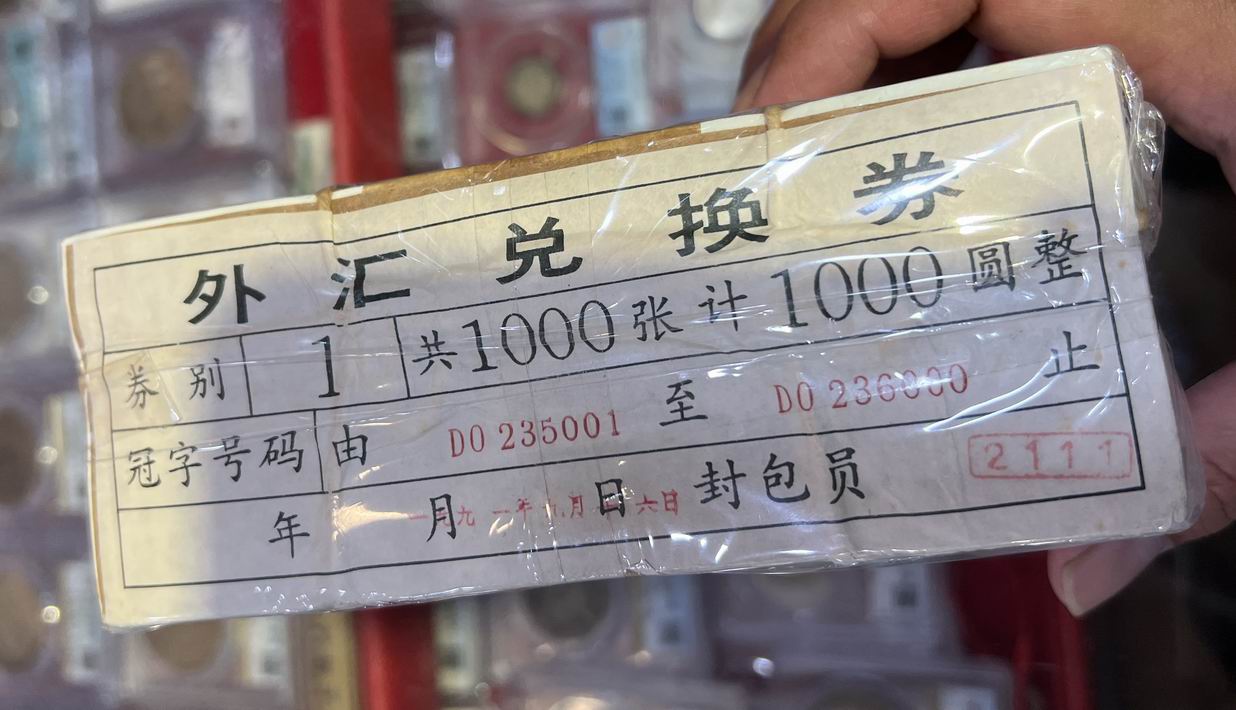 外汇兑换券
券别 1 共1000张 计1000圆整
冠字号码 由 DO 235001 至 DO 236000 止
年 月 日 封包员 2111